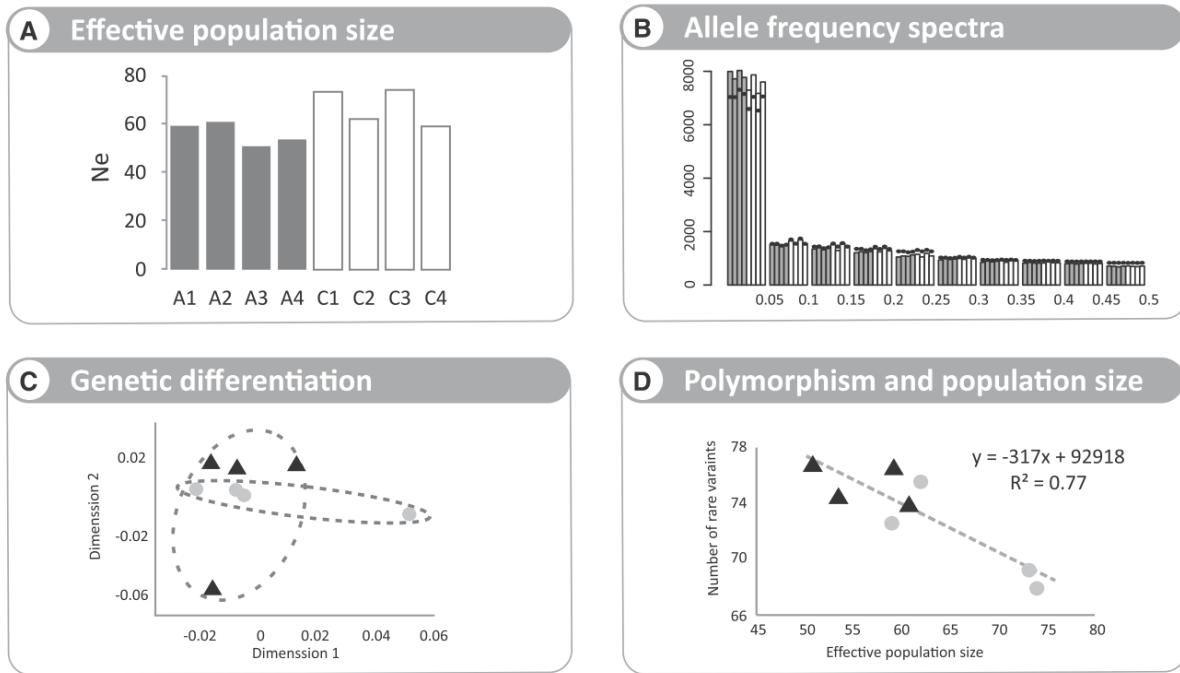 A Effective population size
80
60
40
20
0
Ne
A1 A2 A3 A4 C1 C2 C3 C4
B Allele frequency spectra
8000
6000
4000
2000
0
0.05 0.1 0.15 0.2 0.25 0.3 0.35 0.4 0.45 0.5
C Genetic differentiation
0.02
-0.02
-0.06
Dimenssion 2
-0.02 0 0.02 0.04 0.06
Dimenssion 1
D Polymorphism and population size
78
74
70
66
Number of rare varaints
y = -317x + 92918
R² = 0.77
45 50 55 60 65 70 75 80
Effective population size